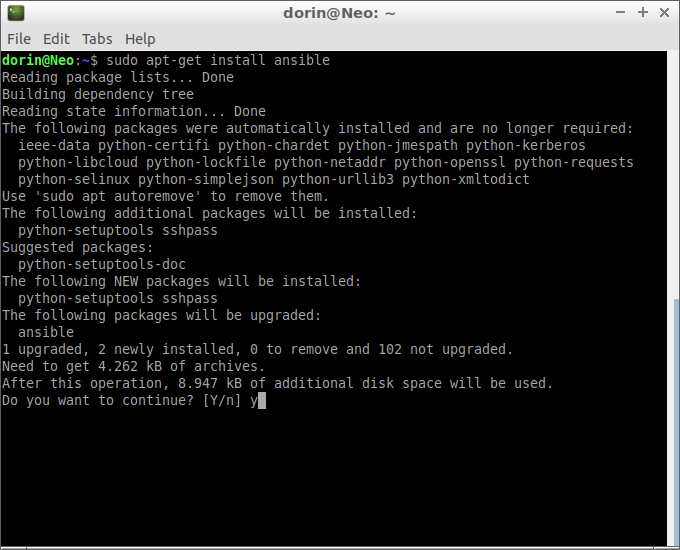 dorin@Neo: ~
File Edit Tabs Help
dorin@Neo:~$ sudo apt-get install ansible
Reading package lists... Done
Building dependency tree
Reading state information... Done
The following packages were automatically installed and are no longer required:
  ieee-data python-certifi python-chardet python-jmespath python-kerberos
  python-libcloud python-lockfile python-netaddr python-openssl python-requests
  python-selinux python-simplejson python-urllib3 python-xmltodict
Use 'sudo apt autoremove' to remove them.
The following additional packages will be installed:
  python-setuptools sshpass
Suggested packages:
  python-setuptools-doc
The following NEW packages will be installed:
  python-setuptools sshpass
The following packages will be upgraded:
  ansible
1 upgraded, 2 newly installed, 0 to remove and 102 not upgraded.
Need to get 4.262 kB of archives.
After this operation, 8.947 kB of additional disk space will be used.
Do you want to continue? [Y/n] y